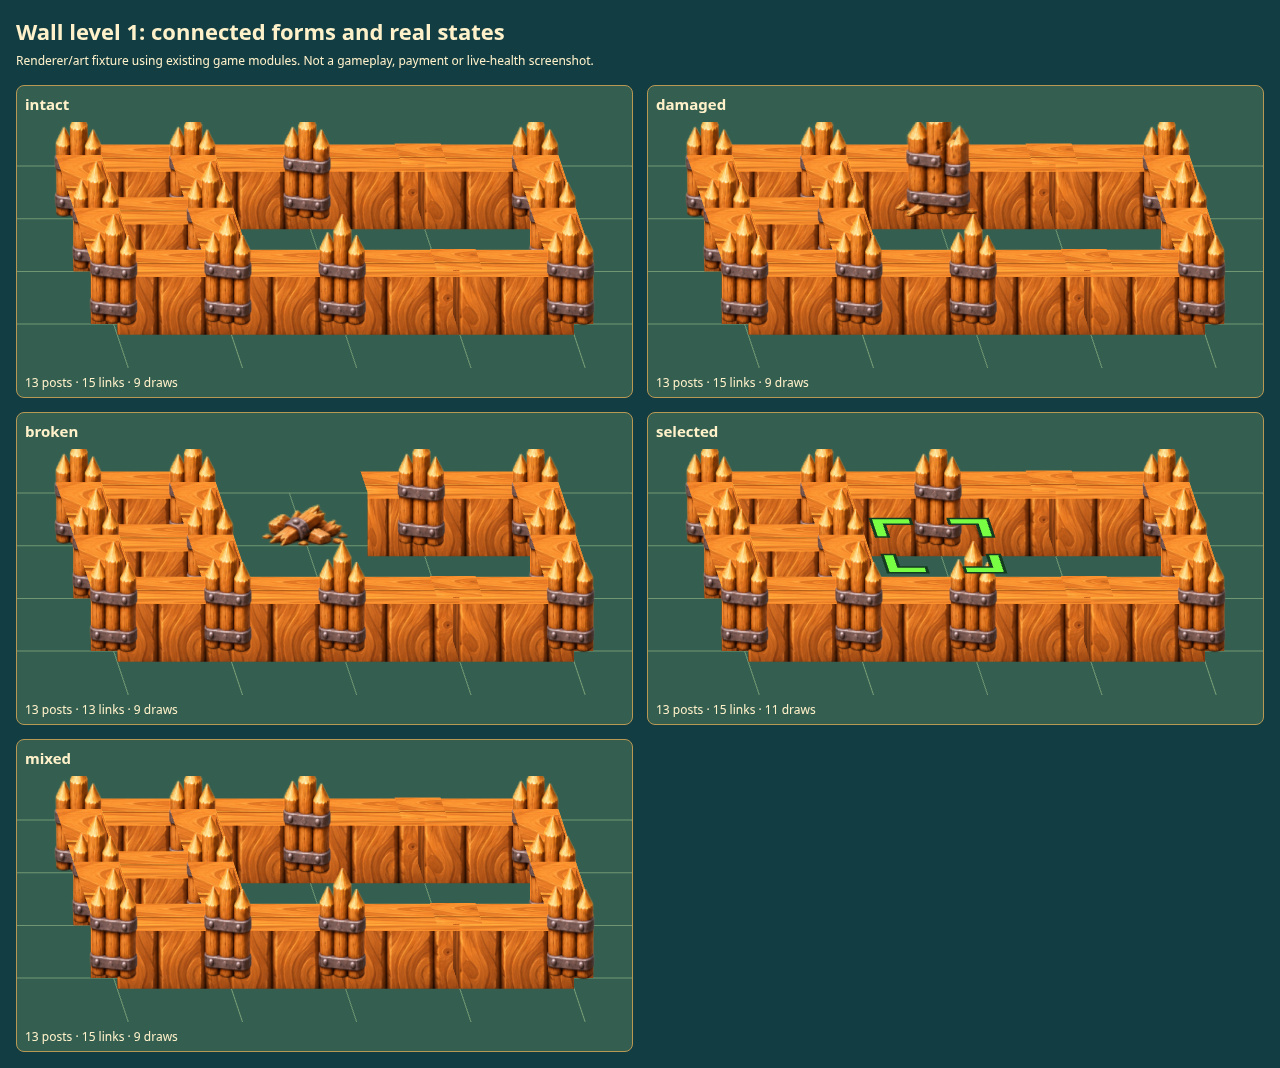 Wall level 1: connected forms and real states
Renderer/art fixture using existing game modules. Not a gameplay, payment or live-health screenshot.
intact
damaged
13 posts · 15 links · 9 draws
13 posts · 15 links · 9 draws
broken
selected
13 posts · 13 links · 9 draws
13 posts · 15 links · 11 draws
mixed
13 posts · 15 links · 9 draws